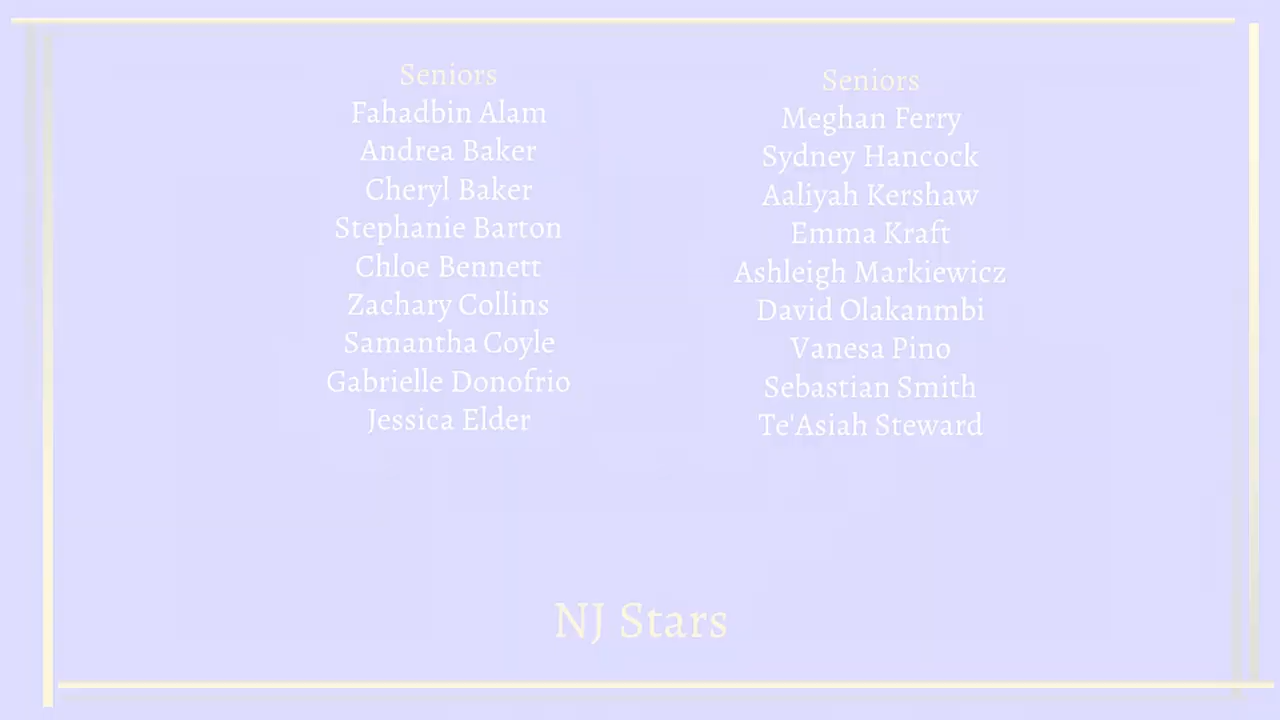 Seniors
Fahadbin Alam
Andrea Baker
Cheryl Baker
Stephanie Barton
Chloe Bennett
Zachary Collins
Samantha Coyle
Gabrielle Donofrio
Jessica Elder
Seniors
Meghan Ferry
Sydney Hancock
Aaliyah Kershaw
Emma Kraft
Ashleigh Markiewicz
David Olakanmbi
Vanesa Pino
Sebastian Smith
Te'Asiah Steward
NJ Stars